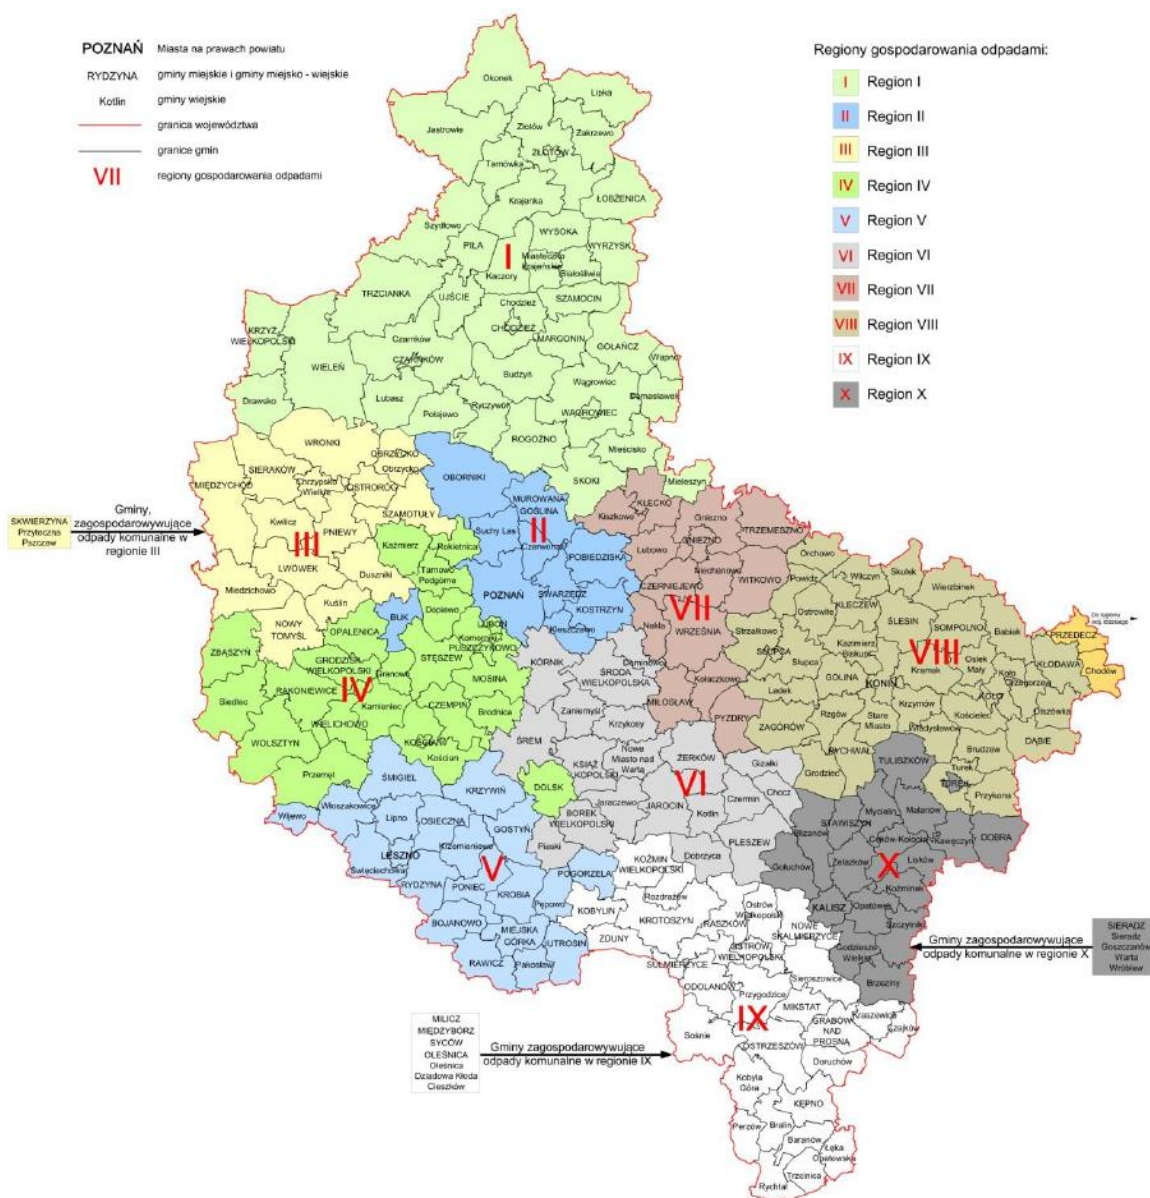 POZNAŃ Miasta na prawach powiatu
RYDZYNA gminy miejskie i gminy miejsko - wiejskie
Kotlin gminy wiejskie
granica województwa
granice gmin
VII regiony gospodarowania odpadami
Regiony gospodarowania odpadami:
I Region I
II Region II
III Region III
IV Region IV
V Region V
VI Region VI
VII Region VII
VIII Region VIII
IX Region IX
X Region X
Okonek
Lipka
Jastrowie
Złotów
Zakrzewo
ZŁOTÓW
Tarnówka
Krajenka
ŁOBŻENICA
Szydłowo
WYSOKA
PIŁA
WYRZYSK
I
Miasteczko
Krajeńskie
Białośliwie
Kaczory
TRZCIANKA
UJŚCIE
SZAMOCIN
Chodzież
CHODZIEŻ
KRZYŻ
WIELKOPOLSKI
MARGONIN
Czarnków
CZARNKÓW
GOŁAŃCZ
Wapno
WIELEŃ
Budzyń
Wągrowiec
Damasławek
Drawsko
Lubasz
Ryczywół
WĄGROWIEC
Połajewo
ROGOŹNO
Mieścisko
SKOKI
Mieleszyn
WRONKI
OBRZYCKO
Obrzycko
SIERAKÓW
MIĘDZYCHÓD
Chrzypsko
Wielkie
OSTRORÓG
SZAMOTUŁY
Kwilcz
PNIEWY
III
LWÓWEK
Duszniki
Miedzichowo
Kuślin
NOWY
TOMYŚL
Gminy,
zagospodarowywujące
odpady komunalne w
regionie III
SKWIERZYNA
Przytoczna
Pszczew
OBORNIKI
MUROWANA
GOŚLINA
II
Suchy Las
Czerwonak
POBIEDZISKA
POZNAŃ
SWARZĘDZ
KOSTRZYN
Kleszczewo
BUK
Kaźmierz
Rokietnica
Tarnowo
Podgórne
Dopiewo
LUBOŃ
Komorniki
PUSZCZYKOWO
OPALENICA
ZBĄSZYŃ
GRODZISK
WIELKOPOLSKI
Granowo
STĘSZEW
MOSINA
RAKONIEWICE
IV
Siedlec
Kamieniec
CZEMPIŃ
Brodnica
WIELICHOWO
WOLSZTYN
KOŚCIAN
Kościan
Przemęt
DOLSK
KŁECKO
Kiszkowo
Gniezno
TRZEMESZNO
Łubowo
GNIEZNO
Niechanowo
WITKOWO
CZERNIEJEWO
VII
Nekla
WRZEŚNIA
Kołaczkowo
MIŁOSŁAW
PYZDRY
Orchowo
Skulsk
Wilczyn
Wierzbinek
Powidz
KLECZEW
Ostrowite
ŚLESIN
SOMPOLNO
Babiak
Strzałkowo
Kazimierz
Biskupi
VIII
SŁUPCA
Słupca
Osiek
Mały
KŁODAWA
Kramsk
GOLINA
KONIN
Koło
Grzegorzew
KOŁO
Lądek
Krzymów
Olszówka
Rzgów
Stare
Miasto
Kościelec
ZAGÓRÓW
Władysławów
DĄBIE
RYCHWAŁ
Brudzew
Grodziec
Turek
TUREK
Przykona
PRZEDECZ
Chodów
Do regionu
woj. łódzkiego
KÓRNIK
Dominowo
ŚRODA
WIELKOPOLSKA
Zaniemyśl
Krzykosy
ŚREM
Nowe
Miasto nad
Wartą
KSIĄŻ
WIELKOPOLSKI
ŻERKÓW
Gizałki
VI
Chocz
Jaraczewo
JAROCIN
Czermin
BOREK
WIELKOPOLSKI
Kotlin
PLESZEW
Piaski
Dobrzyca
ŚMIGIEL
KRZYWIŃ
Włoszakowice
Wijewo
Lipno
OSIECZNA
GOSTYŃ
Krzemieniewo
LESZNO
Święciechowa
V
POGORZELA
RYDZYNA
PONIEC
KROBIA
Pępowo
BOJANOWO
MIEJSKA
GÓRKA
JUTROSIN
RAWICZ
Pakosław
TULISZKÓW
Mycielin
Malanów
STAWISZYN
Blizanów
Ceków-Kolonia
Kawęczyn
DOBRA
Gołuchów
Żelazków
X
Lisków
Koźminek
KALISZ
Opatówek
Szczytniki
Godziesze
Wielkie
Brzeziny
Gminy zagospodarowywujące
odpady komunalne w regionie X
SIERADZ
Sieradz
Goszczanów
Warta
Wróblew
KOŹMIN
WIELKOPOLSKI
Rozdrażew
KOBYLIN
KROTOSZYN
Ostrów
Wielkopolski
RASZKÓW
NOWE
SKALMIERZYCE
ZDUNY
OSTRÓW
WIELKOPOLSKI
SULMIERZYCE
Sieroszewice
ODOLANÓW
Przygodzice
MIKSTAT
Kraszewice
Czajków
IX
GRABÓW
NAD
PROSNĄ
Sośnie
OSTRZESZÓW
Doruchów
Kobyla
Góra
KĘPNO
Perzów
Bralin
Baranów
Łęka
Opatowska
Trzcinica
Rychtal
Gminy zagospodarowywujące
odpady komunalne w regionie IX
MILICZ
MIĘDZYBÓRZ
SYCÓW
OLEŚNICA
Oleśnica
Dziadowa Kłoda
Cieszków